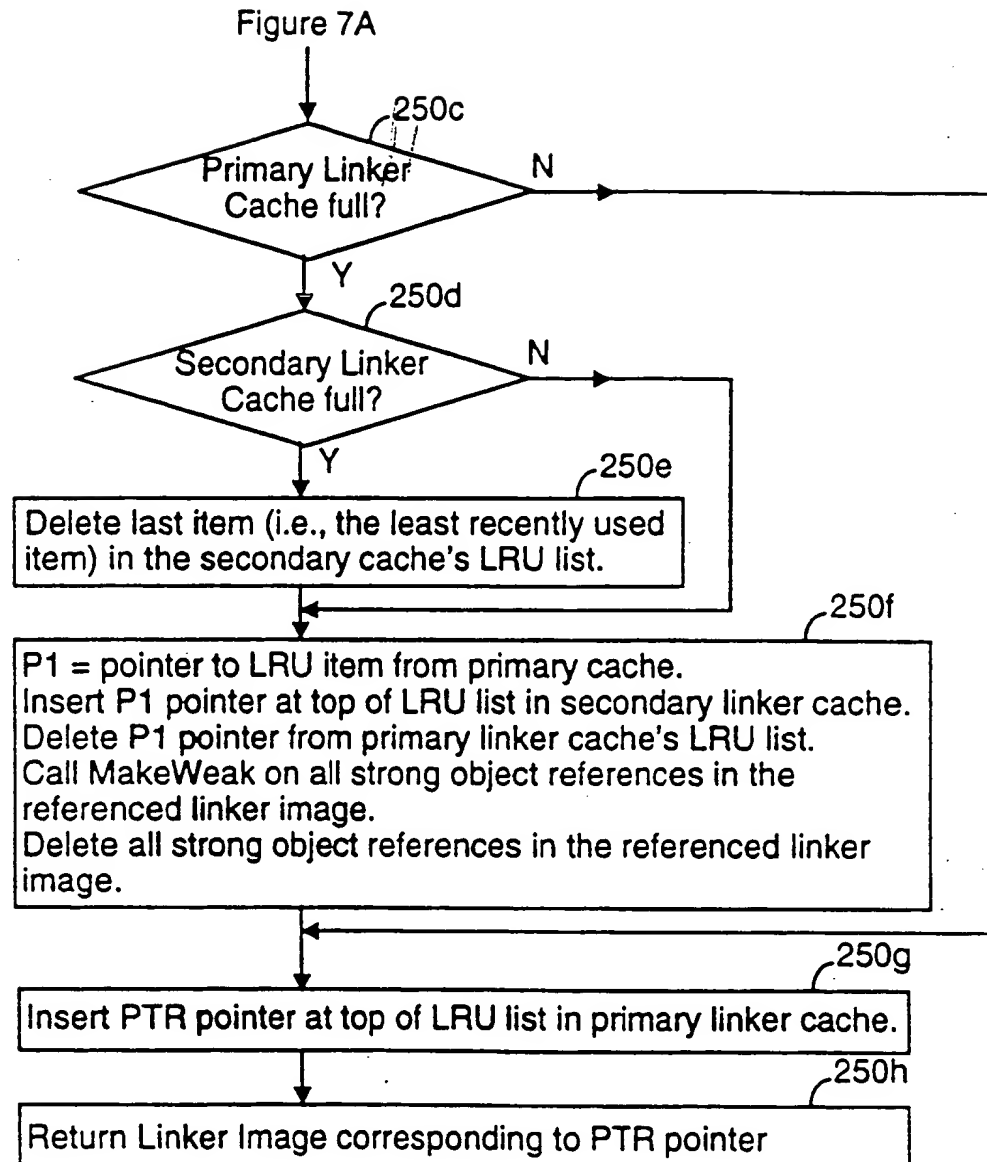 Figure 7A
250c
Primary Linker
Cache full?
N
Y
250d
Secondary Linker
Cache full?
N
Y
250e
Delete last item (i.e., the least recently used
item) in the secondary cache's LRU list.
250f
P1 = pointer to LRU item from primary cache.
Insert P1 pointer at top of LRU list in secondary linker cache.
Delete P1 pointer from primary linker cache's LRU list.
Call MakeWeak on all strong object references in the
referenced linker image.
Delete all strong object references in the referenced linker
image.
250g
Insert PTR pointer at top of LRU list in primary linker cache.
250h
Return Linker Image corresponding to PTR pointer